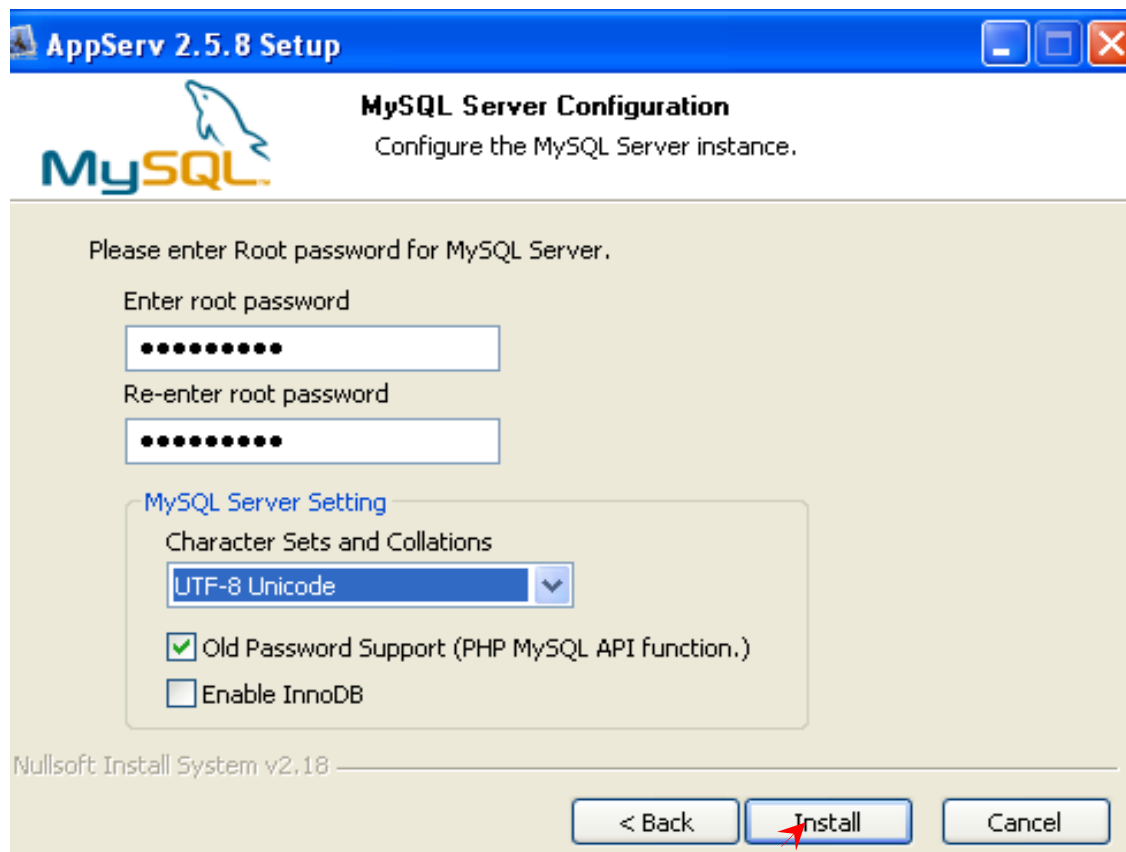 AppServ 2.5.8 Setup
MySQL Server Configuration
Configure the MySQL Server instance.
MySQL
Please enter Root password for MySQL Server.
Enter root password
●●●●●●●●●
Re-enter root password
●●●●●●●●●
MySQL Server Setting
Character Sets and Collations
UTF-8 Unicode
Old Password Support (PHP MySQL API function.)
Enable InnoDB
Nullsoft Install System v2.18
< Back Install Cancel